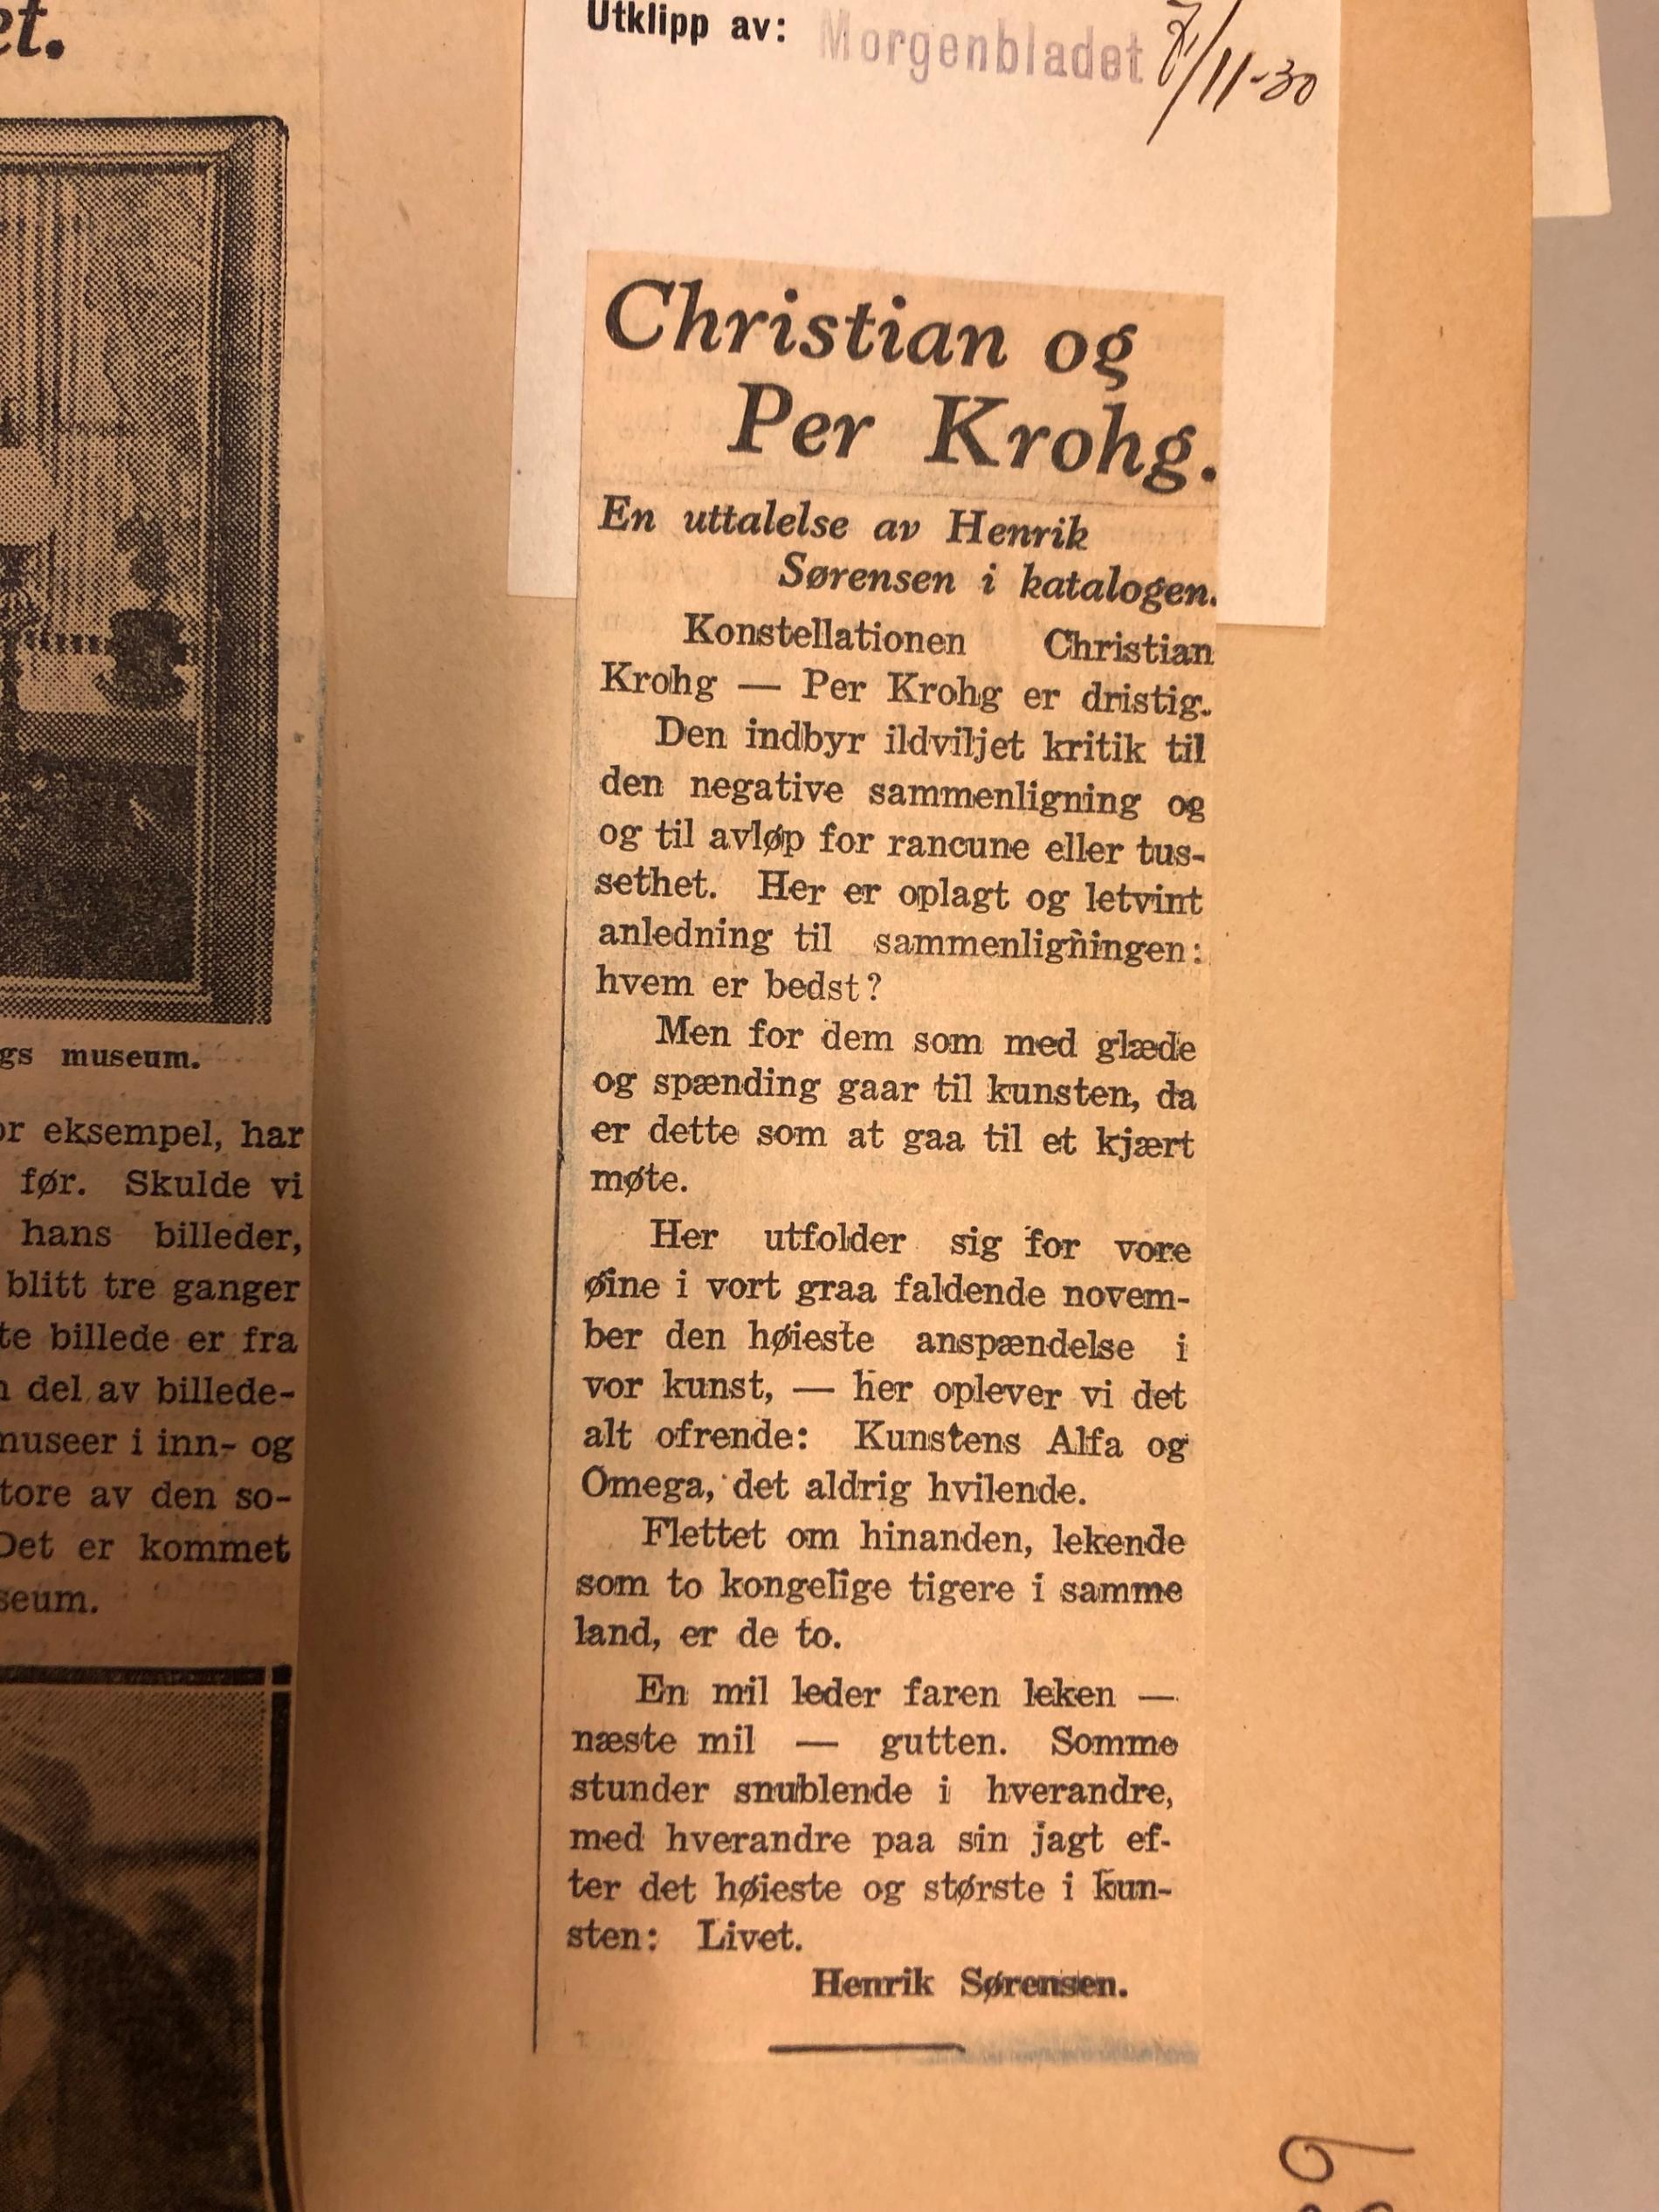 et.
gs museum.
or eksempel, har
før. Skulde vi
hans billeder,
blitt tre ganger
te billede er fra
n del av billede-
museer i inn- og
tore av den so-
Det er kommet
seum.
Utklipp av: Morgenbladet 7/11-30
Christian og
Per Krohg.
En uttalelse av Henrik
Sørensen i katalogen.
Konstellationen Christian
Krohg — Per Krohg er dristig.
Den indbyr ildviljet kritik til
den negative sammenligning og
og til avløp for rancune eller tus-
sethet. Her er oplagt og letvint
anledning til sammenligningen:
hvem er bedst?
Men for dem som med glæde
og spænding gaar til kunsten, da
er dette som at gaa til et kjært
møte.
Her utfolder sig for vore
øine i vort graa faldende novem-
ber den høieste anspændelse i
vor kunst, — her oplever vi det
alt ofrende: Kunstens Alfa og
Omega, det aldrig hvilende.
Flettet om hinanden, lekende
som to kongelige tigere i samme
land, er de to.
En mil leder faren leken —
næste mil — gutten. Somme
stunder snublende i hverandre,
med hverandre paa sin jagt ef-
ter det høieste og største i kun-
sten: Livet.
Henrik Sørensen.